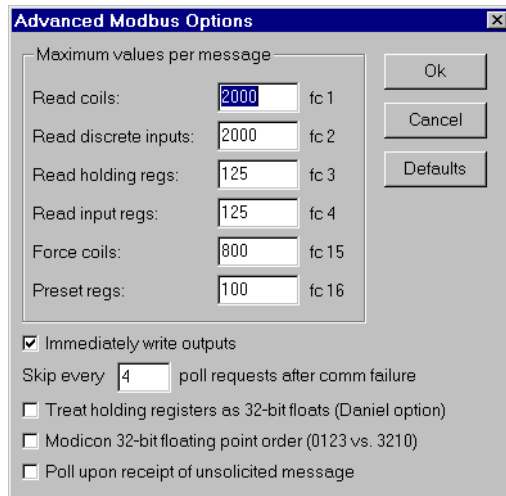 Advanced Modbus Options
Maximum values per message
Read coils: 2000 fc 1
Read discrete inputs: 2000 fc 2
Read holding regs: 125 fc 3
Read input regs: 125 fc 4
Force coils: 800 fc 15
Preset regs: 100 fc 16
Ok
Cancel
Defaults
Immediately write outputs
Skip every 4 poll requests after comm failure
Treat holding registers as 32-bit floats (Daniel option)
Modicon 32-bit floating point order (0123 vs. 3210)
Poll upon receipt of unsolicited message